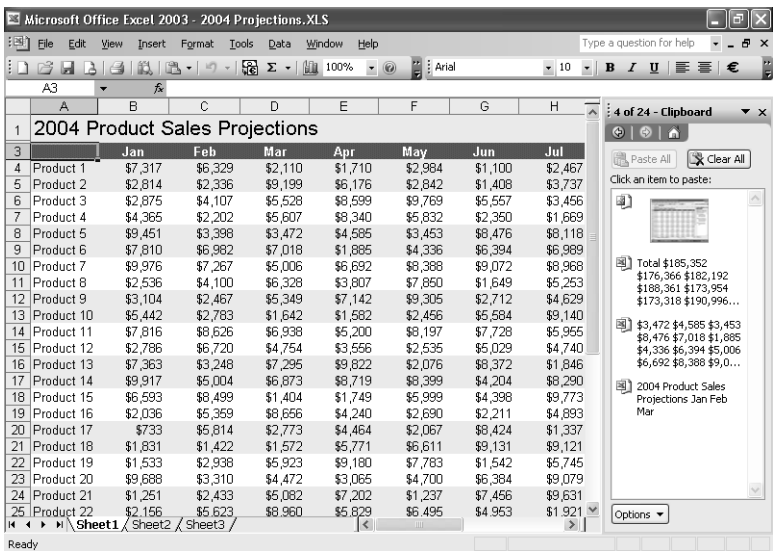 Microsoft Office Excel 2003 - 2004 Projections.XLS
File Edit View Insert Format Tools Data Window Help Type a question for help
100% Arial 10 B I U €
A3 fx
A B C D E F G H
1 2004 Product Sales Projections
3 Jan Feb Mar Apr May Jun Jul
4 Product 1 $7,317 $6,329 $2,110 $1,710 $2,984 $1,100 $2,467
5 Product 2 $2,814 $2,336 $9,199 $6,176 $2,842 $1,408 $3,737
6 Product 3 $2,875 $4,107 $5,528 $8,599 $9,769 $5,557 $3,456
7 Product 4 $4,365 $2,202 $5,607 $8,340 $5,832 $2,350 $1,669
8 Product 5 $9,451 $3,398 $3,472 $4,585 $3,453 $8,476 $8,118
9 Product 6 $7,810 $6,982 $7,018 $1,885 $4,336 $6,394 $6,989
10 Product 7 $9,976 $7,267 $5,006 $6,692 $8,388 $9,072 $8,968
11 Product 8 $2,536 $4,100 $6,328 $3,807 $7,850 $1,649 $5,253
12 Product 9 $3,104 $2,467 $5,349 $7,142 $9,305 $2,712 $4,629
13 Product 10 $5,442 $2,783 $1,642 $1,582 $2,456 $5,584 $9,140
14 Product 11 $7,816 $8,626 $6,938 $5,200 $8,197 $7,728 $5,955
15 Product 12 $2,786 $6,720 $4,754 $3,556 $2,535 $5,029 $4,740
16 Product 13 $7,363 $3,248 $7,295 $9,822 $2,076 $8,372 $1,846
17 Product 14 $9,917 $5,004 $6,873 $8,719 $8,399 $4,204 $8,290
18 Product 15 $6,593 $8,499 $1,404 $1,749 $5,999 $4,398 $9,773
19 Product 16 $2,036 $5,359 $8,656 $4,240 $2,690 $2,211 $4,893
20 Product 17 $733 $5,814 $2,773 $4,464 $2,067 $8,424 $1,337
21 Product 18 $1,831 $1,422 $1,572 $5,771 $6,611 $9,131 $9,121
22 Product 19 $1,533 $2,938 $5,923 $9,180 $7,783 $1,542 $5,745
23 Product 20 $9,688 $3,310 $4,472 $3,065 $4,700 $6,384 $9,079
24 Product 21 $1,251 $2,433 $5,082 $7,202 $1,237 $7,456 $9,631
25 Product 22 $2,156 $5,623 $8,960 $5,829 $6,495 $4,953 $1,921
Sheet1 Sheet2 Sheet3
Ready
4 of 24 - Clipboard
Paste All Clear All
Click an item to paste:
Total $185,352
$176,366 $182,192
$188,361 $173,954
$173,318 $190,996...
$3,472 $4,585 $3,453
$8,476 $7,018 $1,885
$4,336 $6,394 $5,006
$6,692 $8,388 $9,0...
2004 Product Sales
Projections Jan Feb
Mar
Options